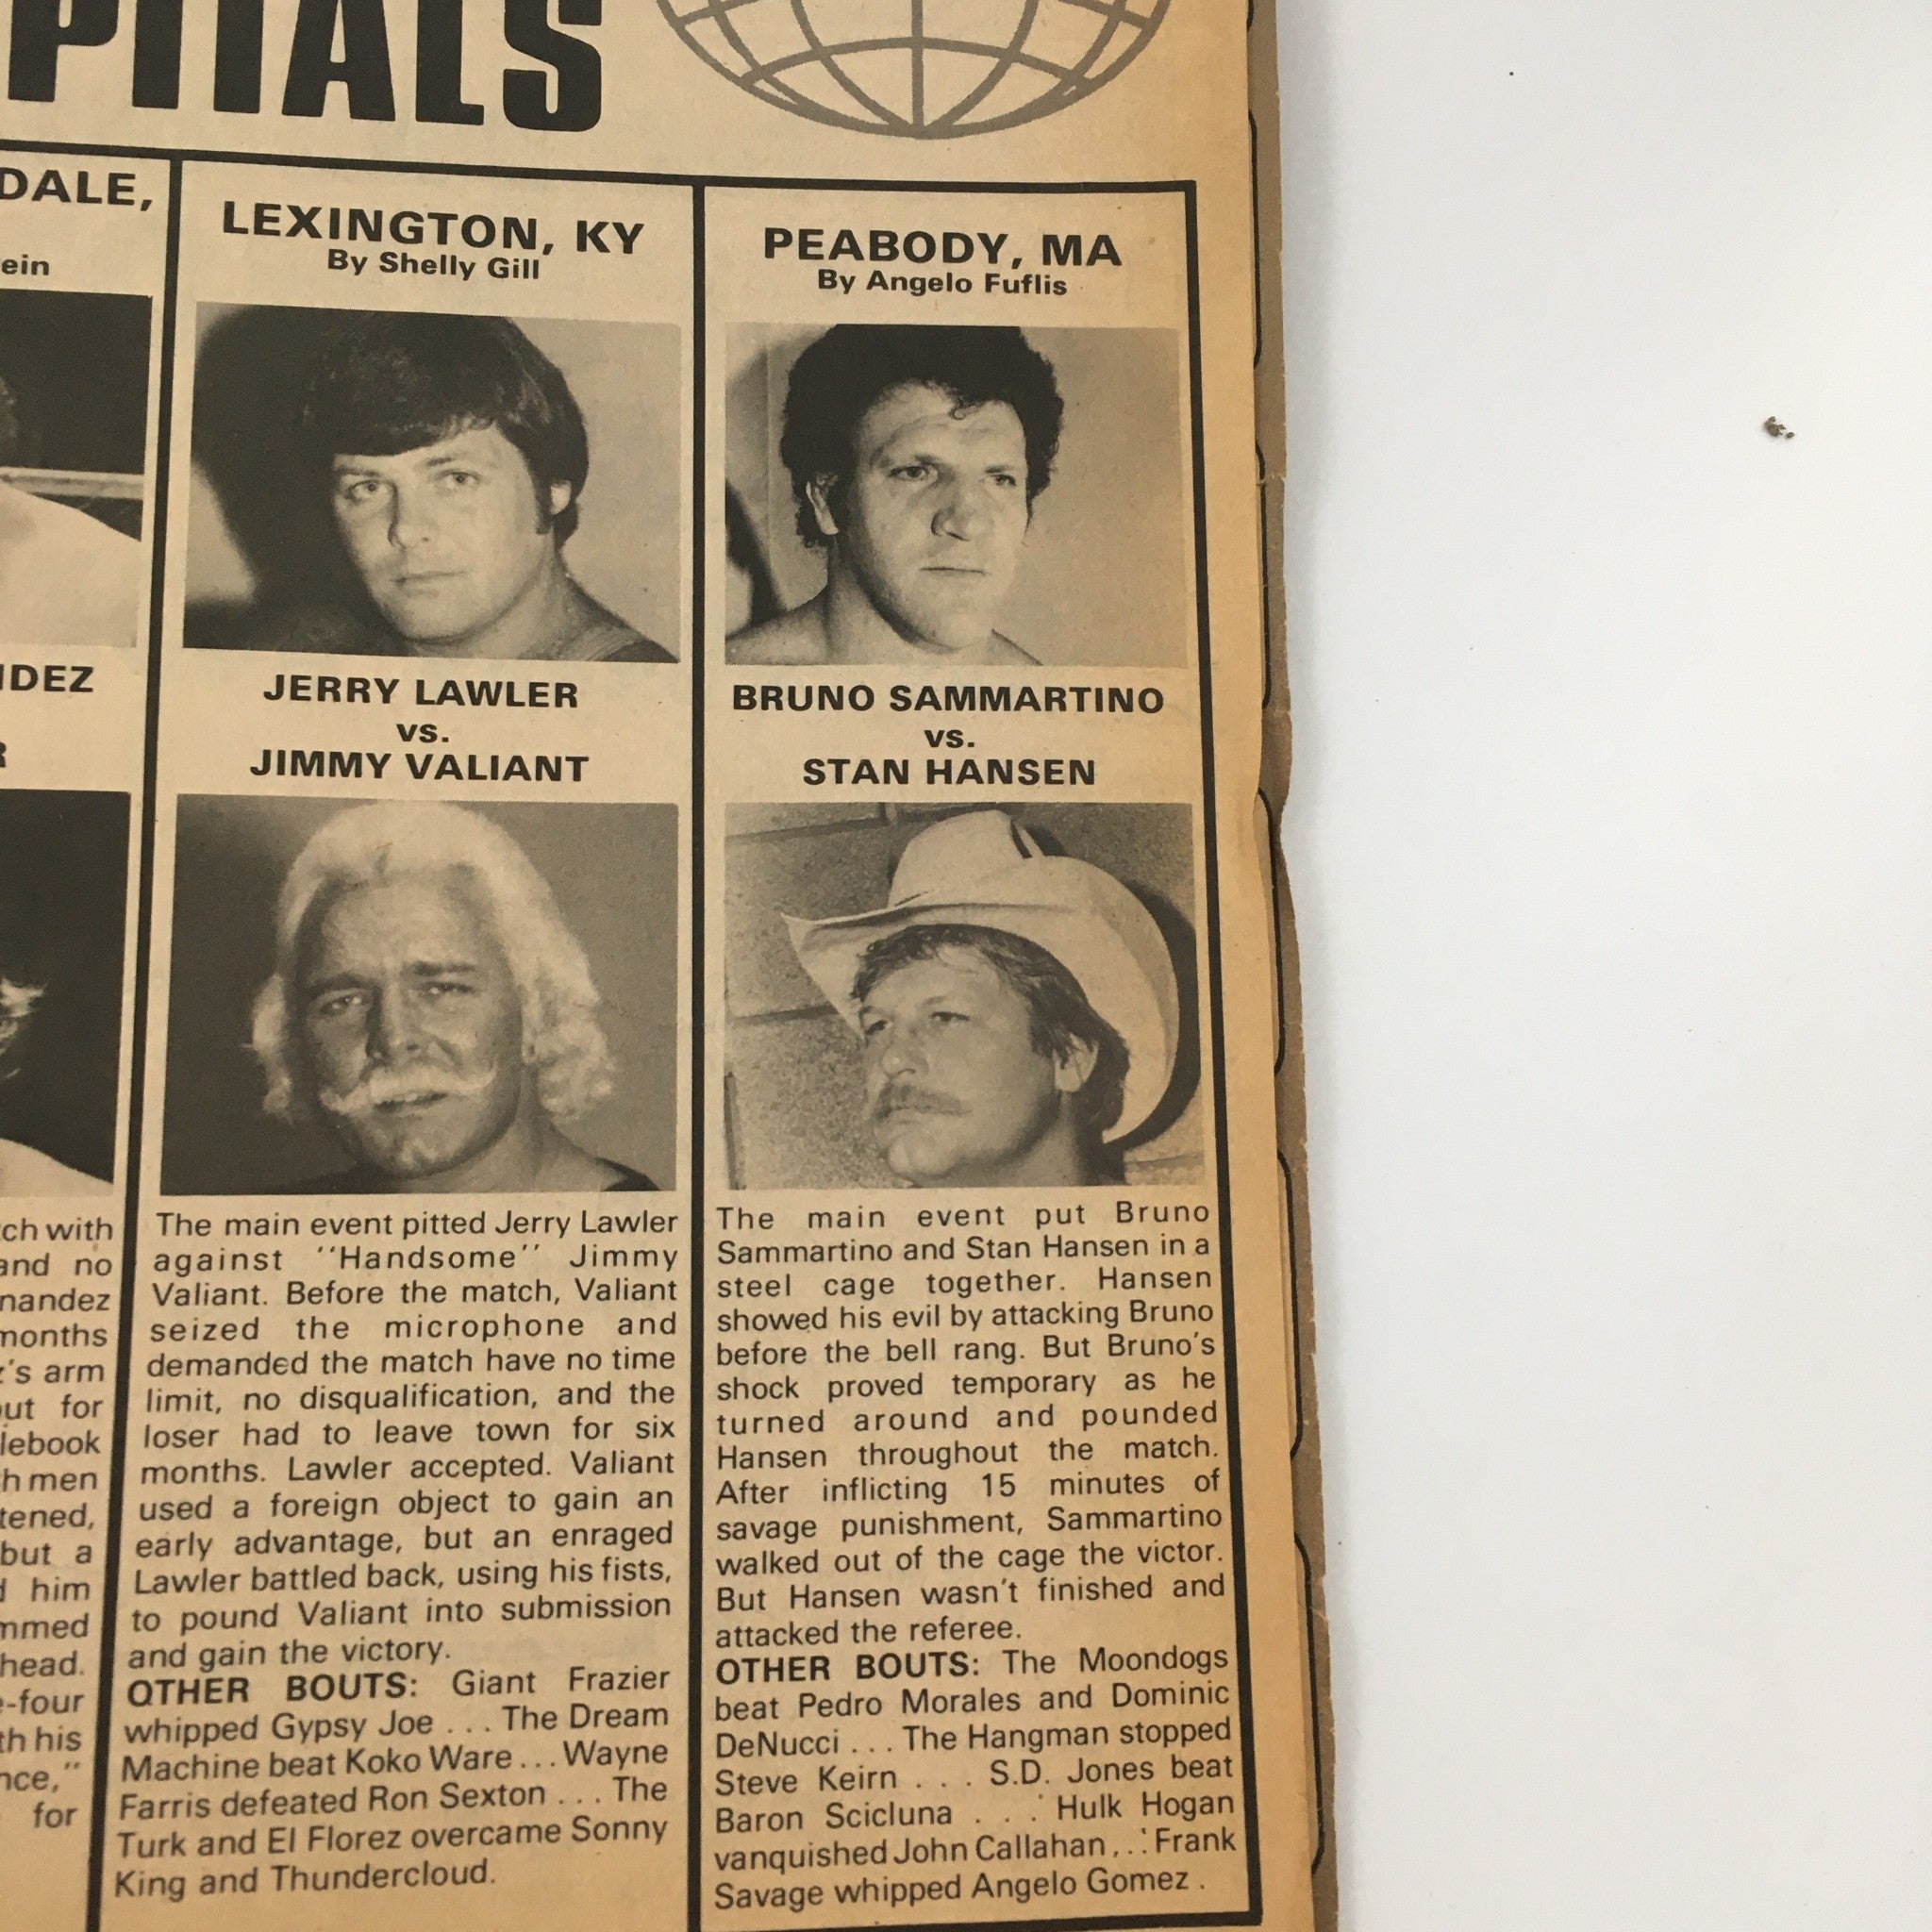 PITALS
DALE,
ein
IDEZ
R
ch with
and no
nandez
months
's arm
out for
lebook
h men
tened,
but a
d him
mmed
head.
e-four
th his
nce,"
for
LEXINGTON, KY
By Shelly Gill
JERRY LAWLER
vs.
JIMMY VALIANT
The main event pitted Jerry Lawler
against ''Handsome'' Jimmy
Valiant. Before the match, Valiant
seized the microphone and
demanded the match have no time
limit, no disqualification, and the
loser had to leave town for six
months. Lawler accepted. Valiant
used a foreign object to gain an
early advantage, but an enraged
Lawler battled back, using his fists,
to pound Valiant into submission
and gain the victory.
OTHER BOUTS: Giant Frazier
whipped Gypsy Joe . . . The Dream
Machine beat Koko Ware . . . Wayne
Farris defeated Ron Sexton . . . The
Turk and El Florez overcame Sonny
King and Thundercloud.
PEABODY, MA
By Angelo Fuflis
BRUNO SAMMARTINO
vs.
STAN HANSEN
The main event put Bruno
Sammartino and Stan Hansen in a
steel cage together. Hansen
showed his evil by attacking Bruno
before the bell rang. But Bruno's
shock proved temporary as he
turned around and pounded
Hansen throughout the match.
After inflicting 15 minutes of
savage punishment, Sammartino
walked out of the cage the victor.
But Hansen wasn't finished and
attacked the referee.
OTHER BOUTS: The Moondogs
beat Pedro Morales and Dominic
DeNucci . . . The Hangman stopped
Steve Keirn . . . S.D. Jones beat
Baron Scicluna . . . Hulk Hogan
vanquished John Callahan . . . Frank
Savage whipped Angelo Gomez .